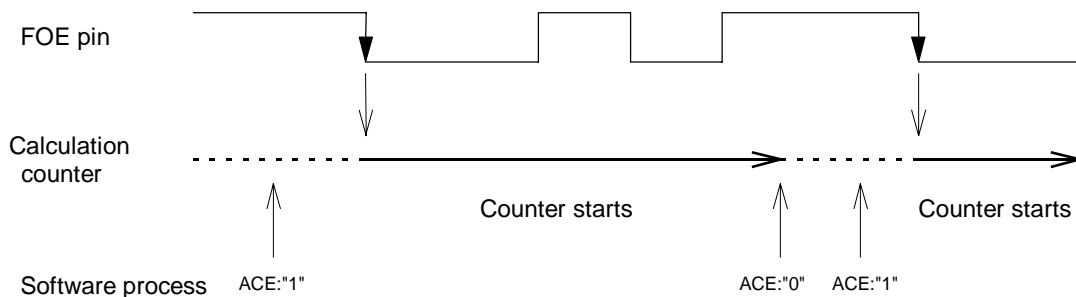 FOE pin
Calculation
counter
Counter starts
Counter starts
Software process
ACE:"1"
ACE:"0"
ACE:"1"